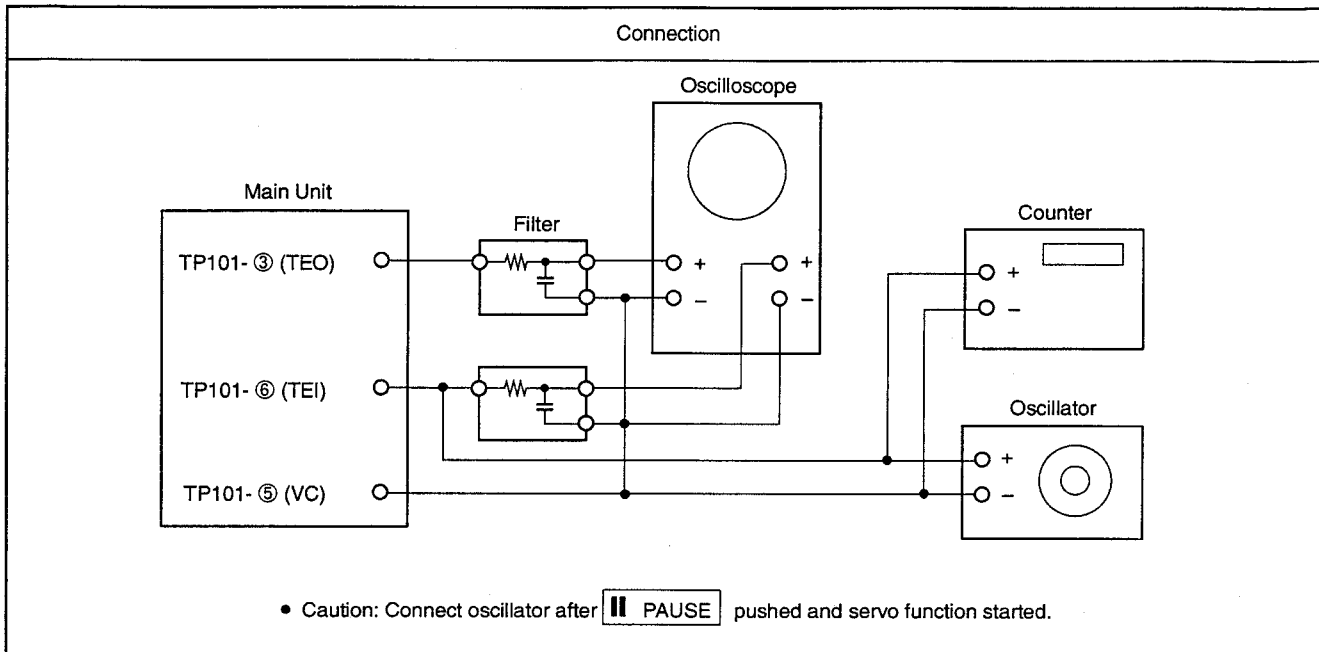 Connection
Oscilloscope
Main Unit
Filter
Counter
TP101- ③ (TEO)
+ +
− −
+
−
TP101- ⑥ (TEI)
Oscillator
+
−
TP101- ⑤ (VC)
● Caution: Connect oscillator after II PAUSE pushed and servo function started.